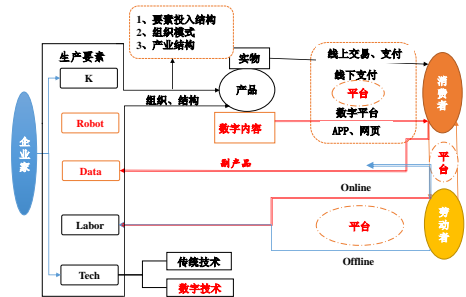 1、要素投入结构
2、组织模式
3、产业结构
生产要素
K
Robot
Data
Labor
Tech
企业家
组织、结构
实物
产品
数字内容
副产品
线上交易、支付
线下支付
平台
数字平台
APP、网页
消费者
平台
劳动者
Online
平台
Offline
传统技术
数字技术